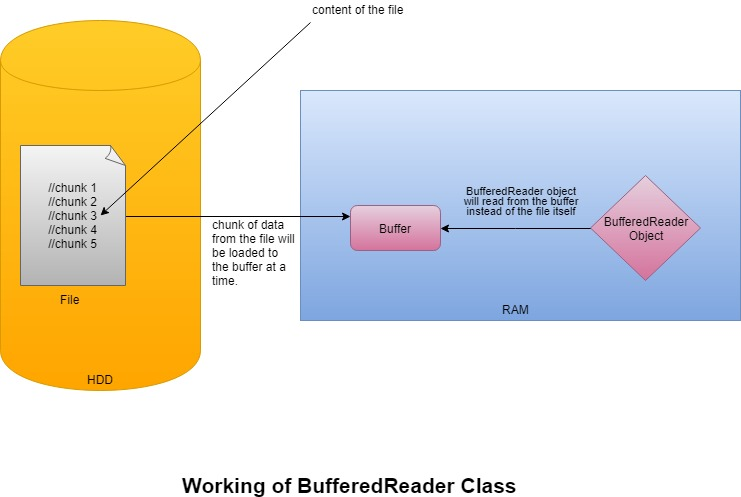 content of the file
//chunk 1
//chunk 2
//chunk 3
//chunk 4
//chunk 5
File
HDD
chunk of data
from the file will
be loaded to
the buffer at a
time.
Buffer
BufferedReader object
will read from the buffer
instead of the file itself
BufferedReader
Object
RAM
Working of BufferedReader Class